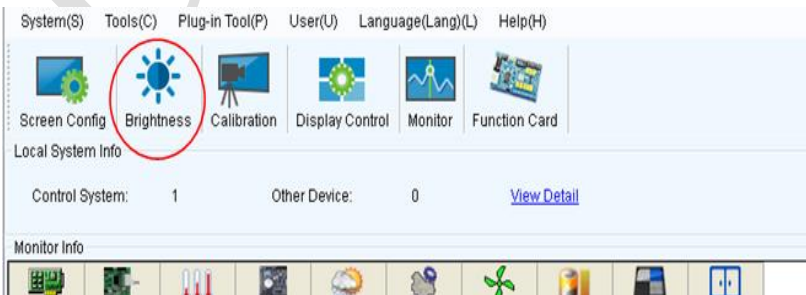 System(S) Tools(C) Plug-in Tool(P) User(U) Language(Lang)(L) Help(H)
Screen Config Brightness Calibration Display Control Monitor Function Card
Local System Info
Control System: 1 Other Device: 0 View Detail
Monitor Info